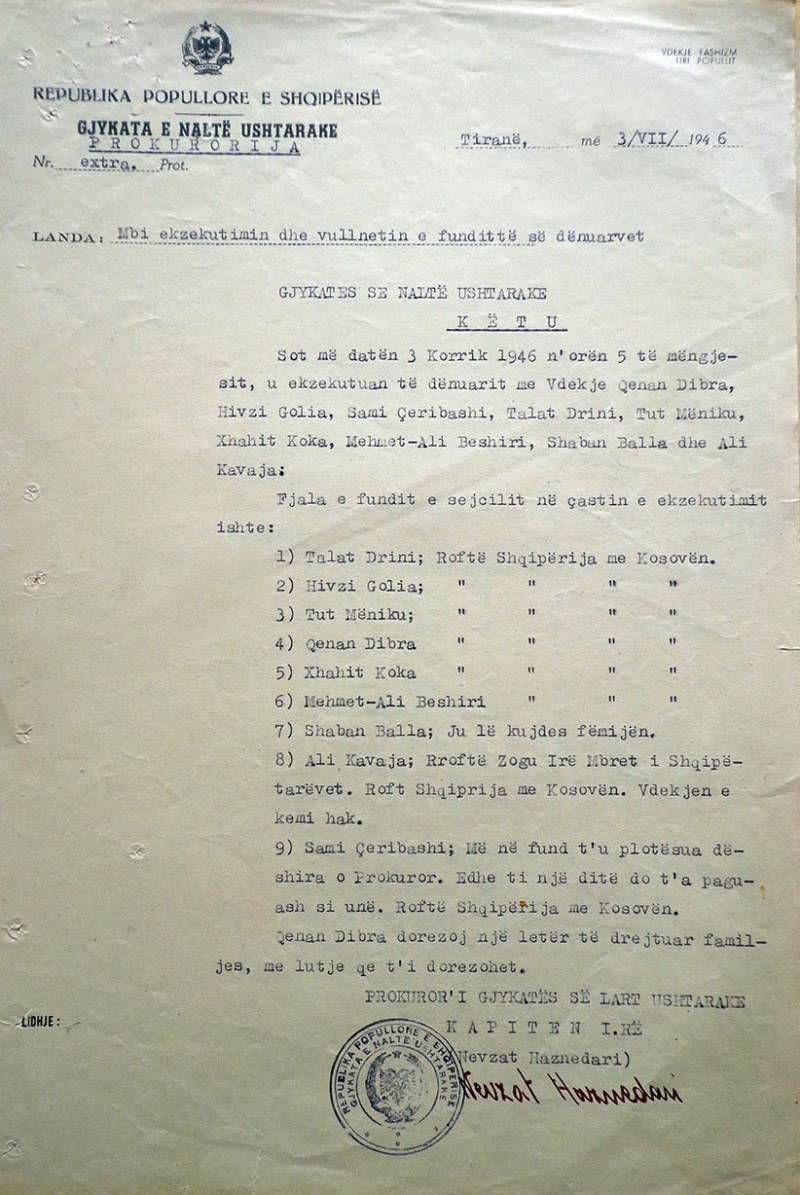 VDEKJE FASHIZM
LIRI POPULLIT
REPUBLIKA POPULLORE E SHQIPËRISË
GJYKATA E NALTË USHTARAKE
PROKURORIJA
Nr. extra. Prot.
Tiranë, më 3/VII/ 1946
LANDA: Mbi ekzekutimin dhe vullnetin e fundittë së dënuarvet
GJYKATES SE NALTË USHTARAKE
K Ë T U
Sot më datën 3 Korrik 1946 n'orën 5 të mëngje-
sit, u ekzekutuan të dënuarit me Vdekje Qenan Dibra,
Hivzi Golia, Sami Çeribashi, Talat Drini, Tut Mëniku,
Xhahit Koka, Mehmet-Ali Beshiri, Shaban Balla dhe Ali
Kavaja:
Fjala e fundit e sejcilit në çastin e ekzekutimit
ishte:
1) Talat Drini; Roftë Shqipërija me Kosovën.
2) Hivzi Golia; " " " "
3) Tut Mëniku; " " " "
4) Qenan Dibra " " " "
5) Xhahit Koka " " " "
6) Mehmet-Ali Beshiri " " "
7) Shaban Balla; Ju lë kujdes fëmijën.
8) Ali Kavaja; Rroftë Zogu Irë Mbret i Shqipë-
tarëvet. Roft Shqiprija me Kosovën. Vdekjen e
kemi hak.
9) Sami Çeribashi; Më në fund t'u plotësua dë-
shira o Prokuror. Edhe ti një ditë do t'a pagu-
ash si unë. Roftë Shqipërija me Kosovën.
Qenan Dibra dorezoj një letër të drejtuar famil-
jes, me lutje qe t'i dorezohet.
PROKUROR'I GJYKATËS SË LART USHTARAKE
LIDHJE:
K A P I T E N I.RË
(Nevzat Haznedari)
Nevzat Haznedari
REPUBLIKA POPULLORE E SHQIPERISE
GJYKATA E NALTE USHTARAKE